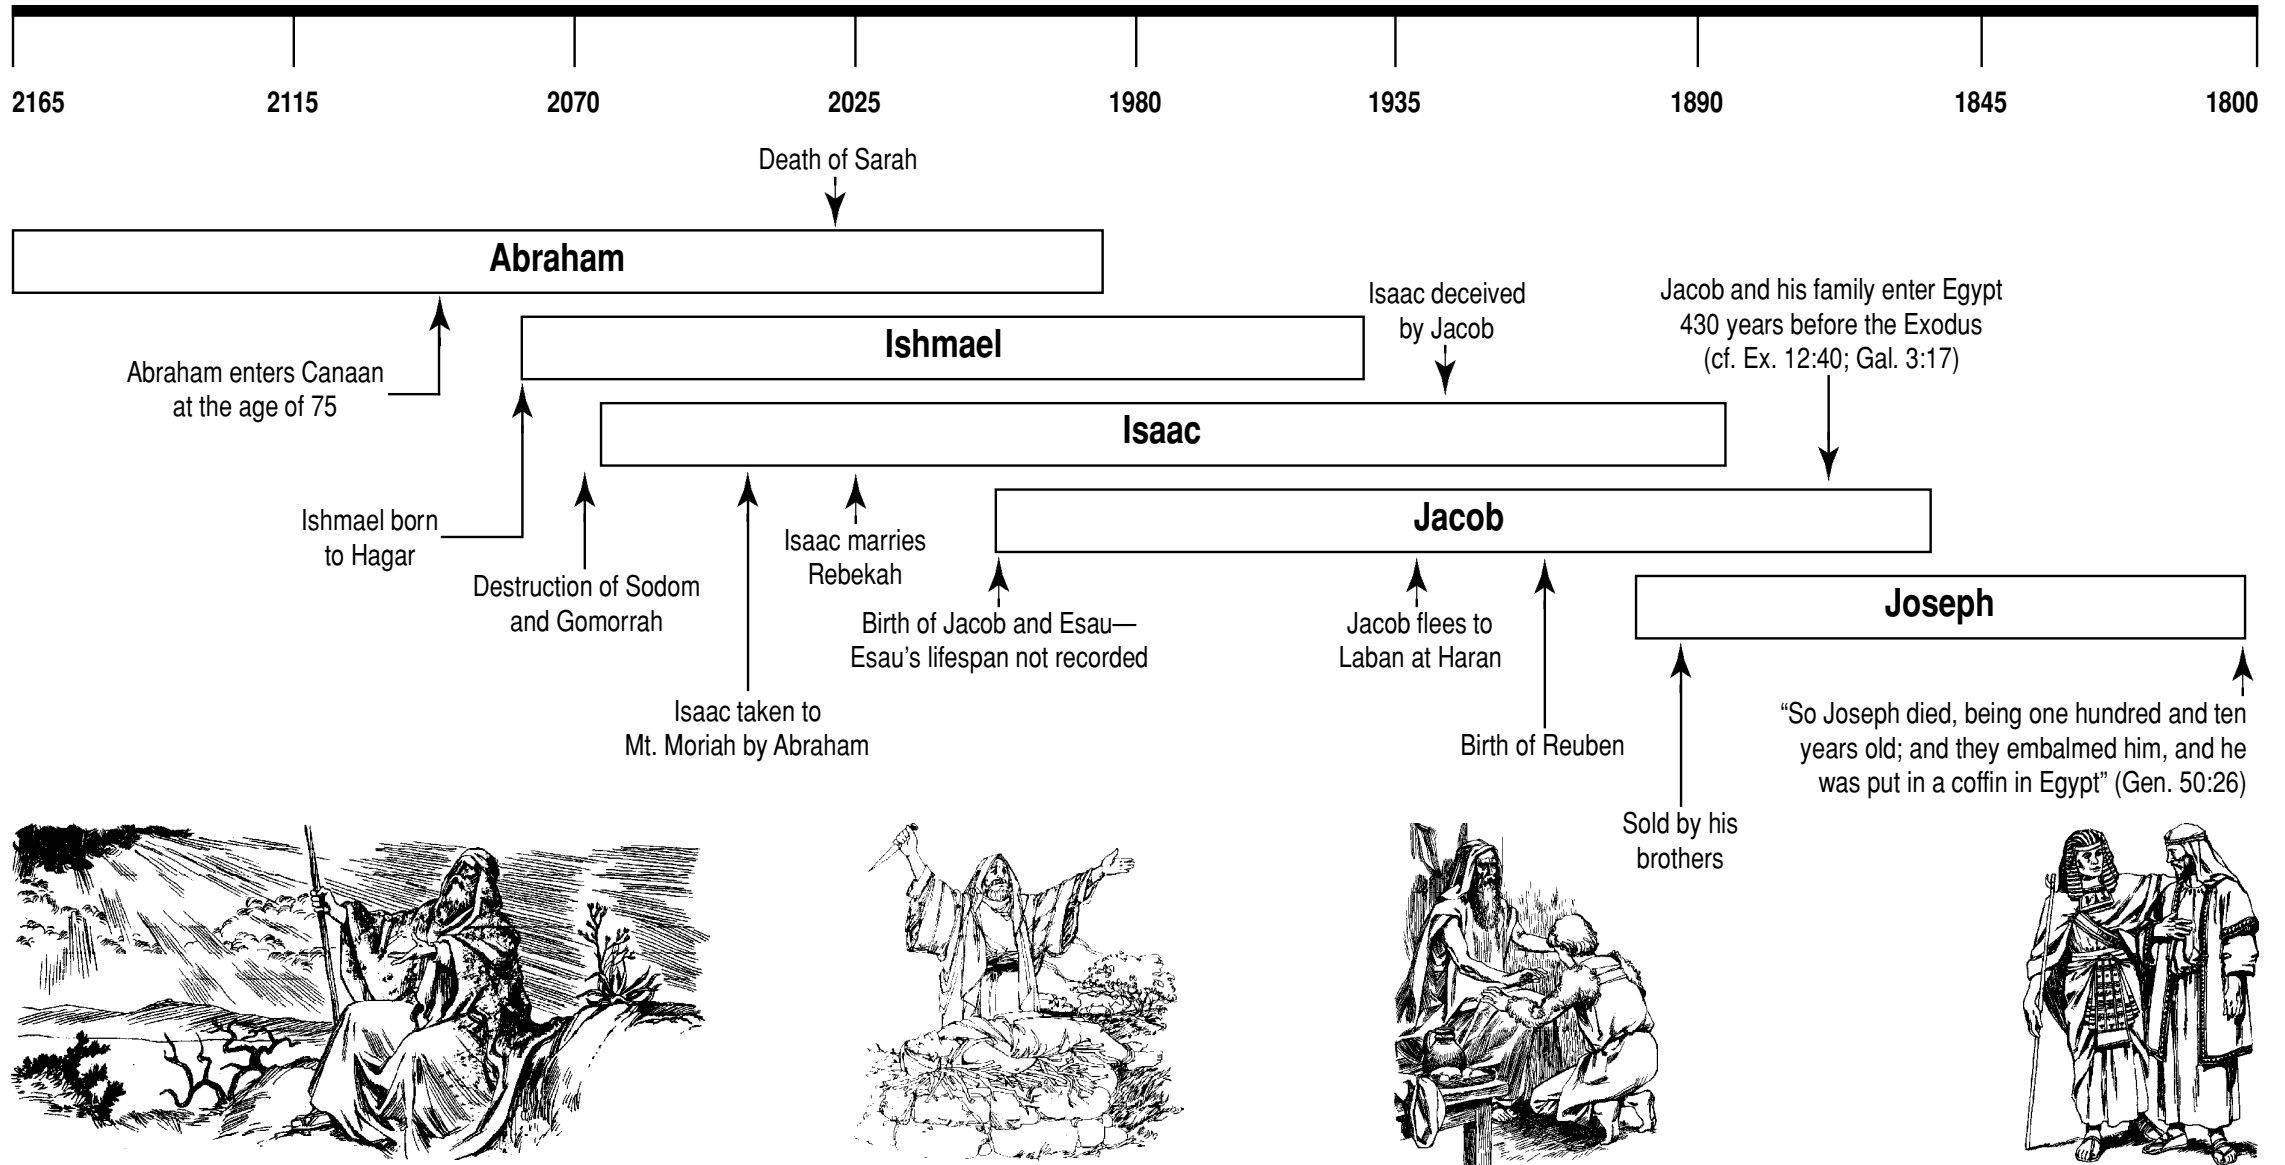 2165 2115 2070 2025 1980 1935 1890 1845 1800
Death of Sarah
Abraham
Abraham enters Canaan
at the age of 75
Ishmael
Isaac deceived
by Jacob
Jacob and his family enter Egypt
430 years before the Exodus
(cf. Ex. 12:40; Gal. 3:17)
Isaac
Ishmael born
to Hagar
Destruction of Sodom
and Gomorrah
Isaac taken to
Mt. Moriah by Abraham
Isaac marries
Rebekah
Jacob
Birth of Jacob and Esau—
Esau’s lifespan not recorded
Jacob flees to
Laban at Haran
Birth of Reuben
Joseph
Sold by his
brothers
“So Joseph died, being one hundred and ten
years old; and they embalmed him, and he
was put in a coffin in Egypt” (Gen. 50:26)